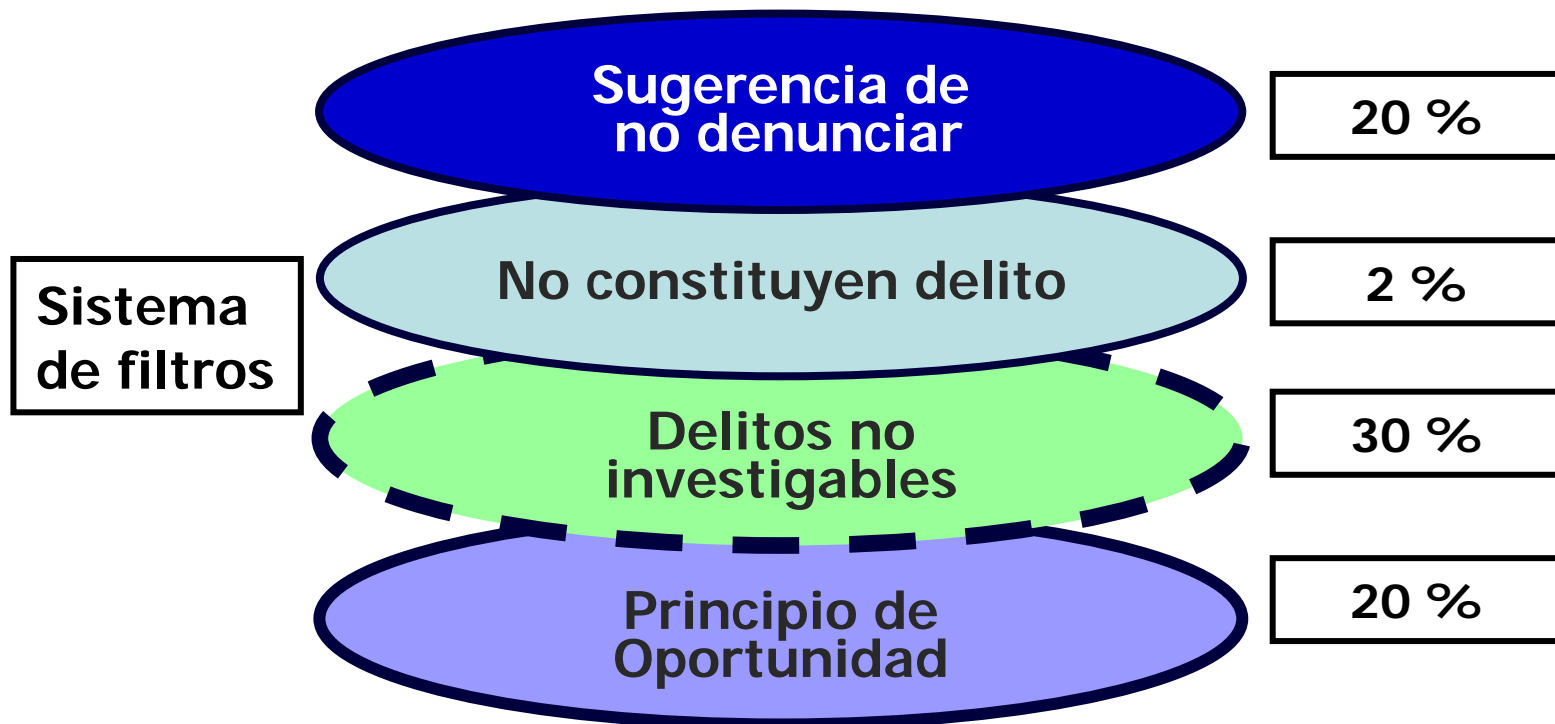 Sugerencia de
no denunciar
20 %
No constituyen delito
2 %
Sistema
de filtros
Delitos no
investigables
30 %
Principio de
Oportunidad
20 %